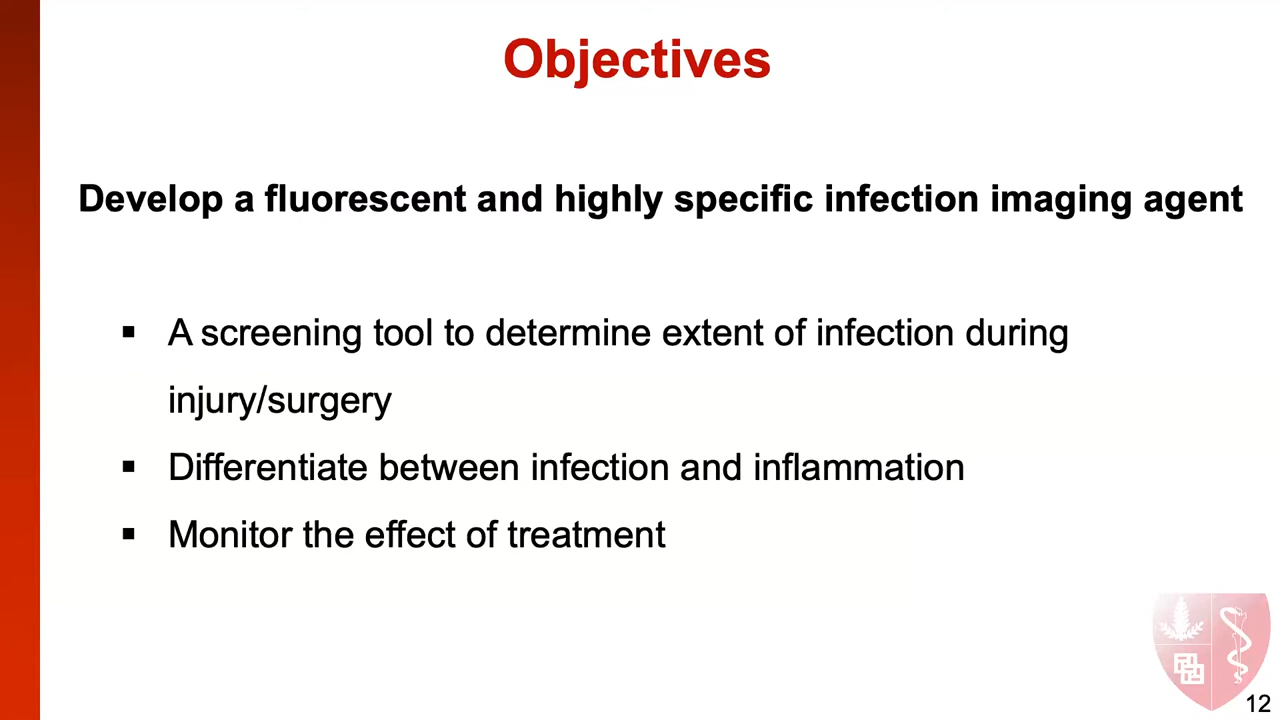 Objectives
Develop a fluorescent and highly specific infection imaging agent
▪ A screening tool to determine extent of infection during
injury/surgery
▪ Differentiate between infection and inflammation
▪ Monitor the effect of treatment
12